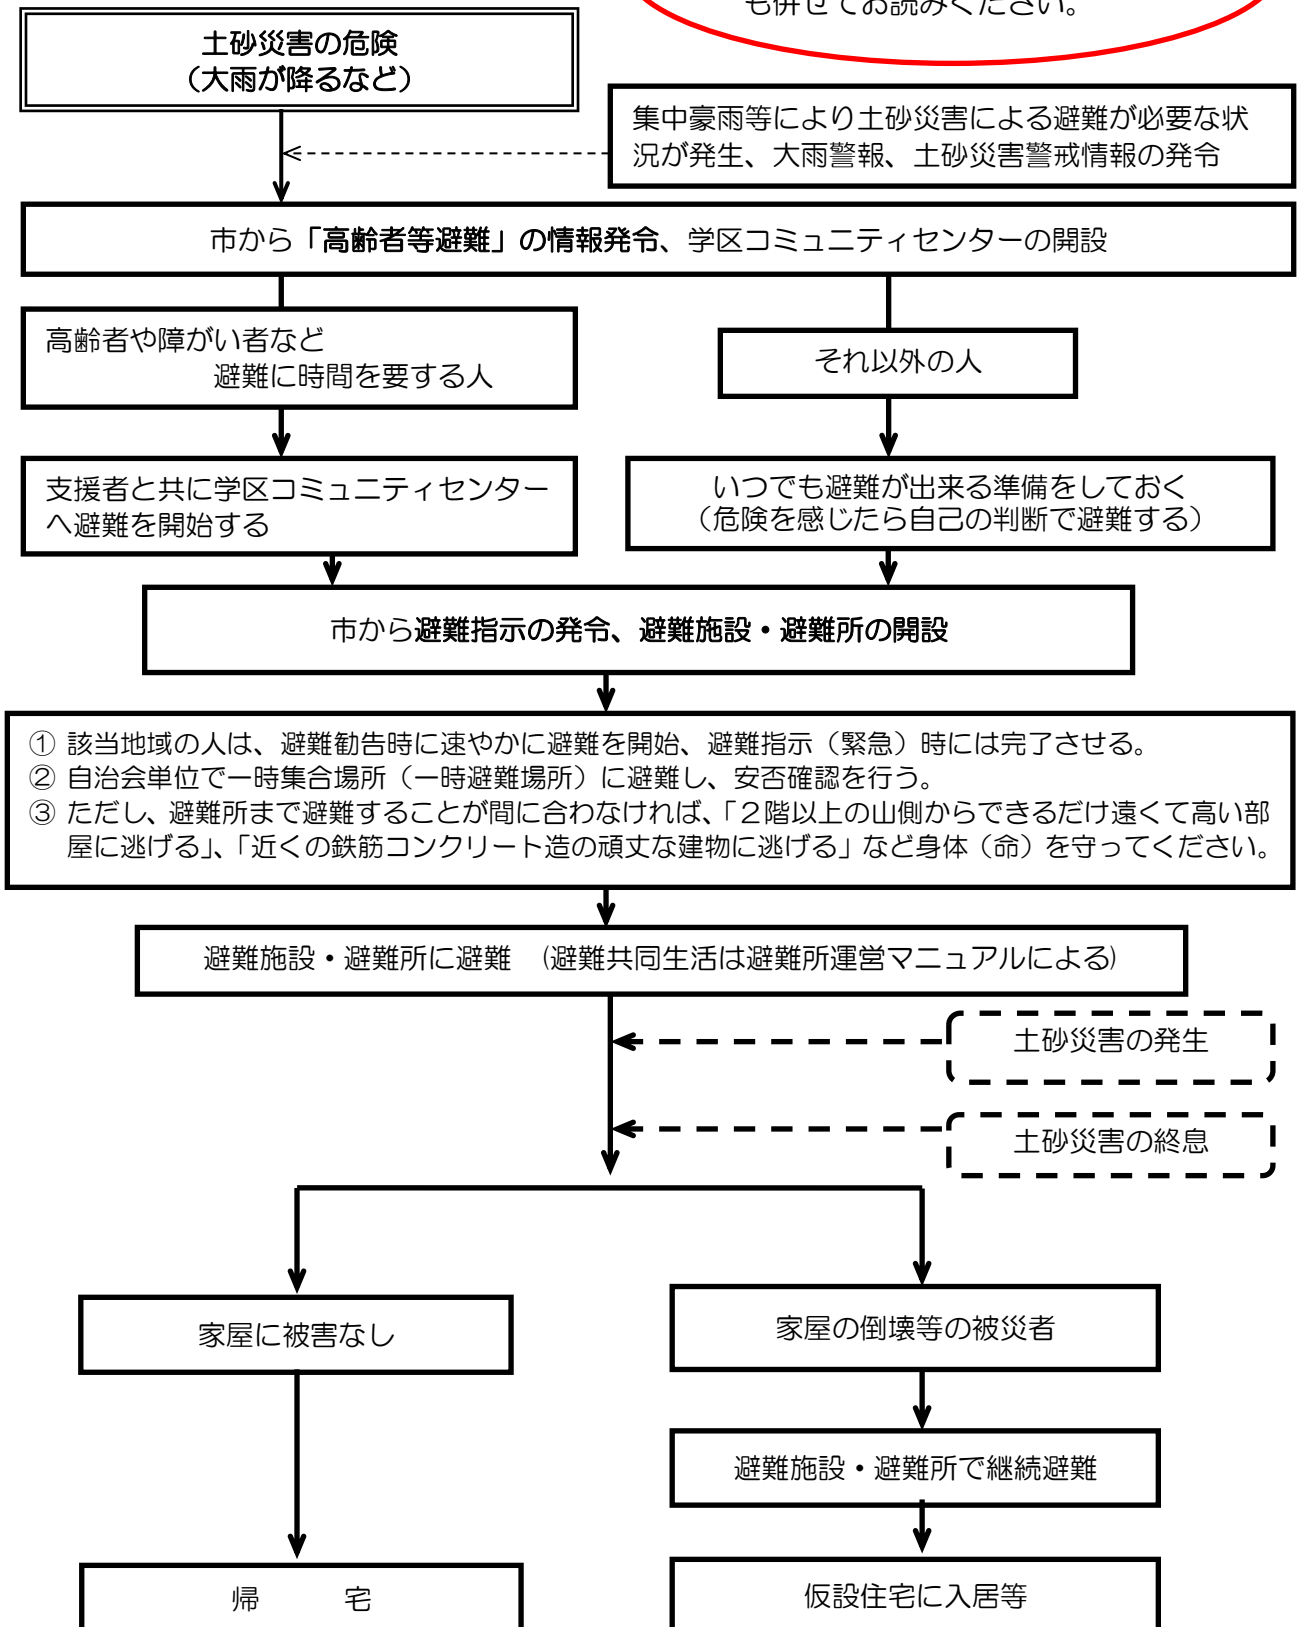 も併せてお読みください。
土砂災害の危険
（大雨が降るなど）
集中豪雨等により土砂災害による避難が必要な状
況が発生、大雨警報、土砂災害警戒情報の発令
市から「高齢者等避難」の情報発令、学区コミュニティセンターの開設
高齢者や障がい者など
避難に時間を要する人
それ以外の人
支援者と共に学区コミュニティセンター
へ避難を開始する
いつでも避難が出来る準備をしておく
（危険を感じたら自己の判断で避難する）
市から避難指示の発令、避難施設・避難所の開設
① 該当地域の人は、避難勧告時に速やかに避難を開始、避難指示（緊急）時には完了させる。
② 自治会単位で一時集合場所（一時避難場所）に避難し、安否確認を行う。
③ ただし、避難所まで避難することが間に合わなければ、「２階以上の山側からできるだけ遠くて高い部
屋に逃げる」、「近くの鉄筋コンクリート造の頑丈な建物に逃げる」など身体（命）を守ってください。
避難施設・避難所に避難　（避難共同生活は避難所運営マニュアルによる）
土砂災害の発生
土砂災害の終息
家屋に被害なし
家屋の倒壊等の被災者
避難施設・避難所で継続避難
帰　　　宅
仮設住宅に入居等